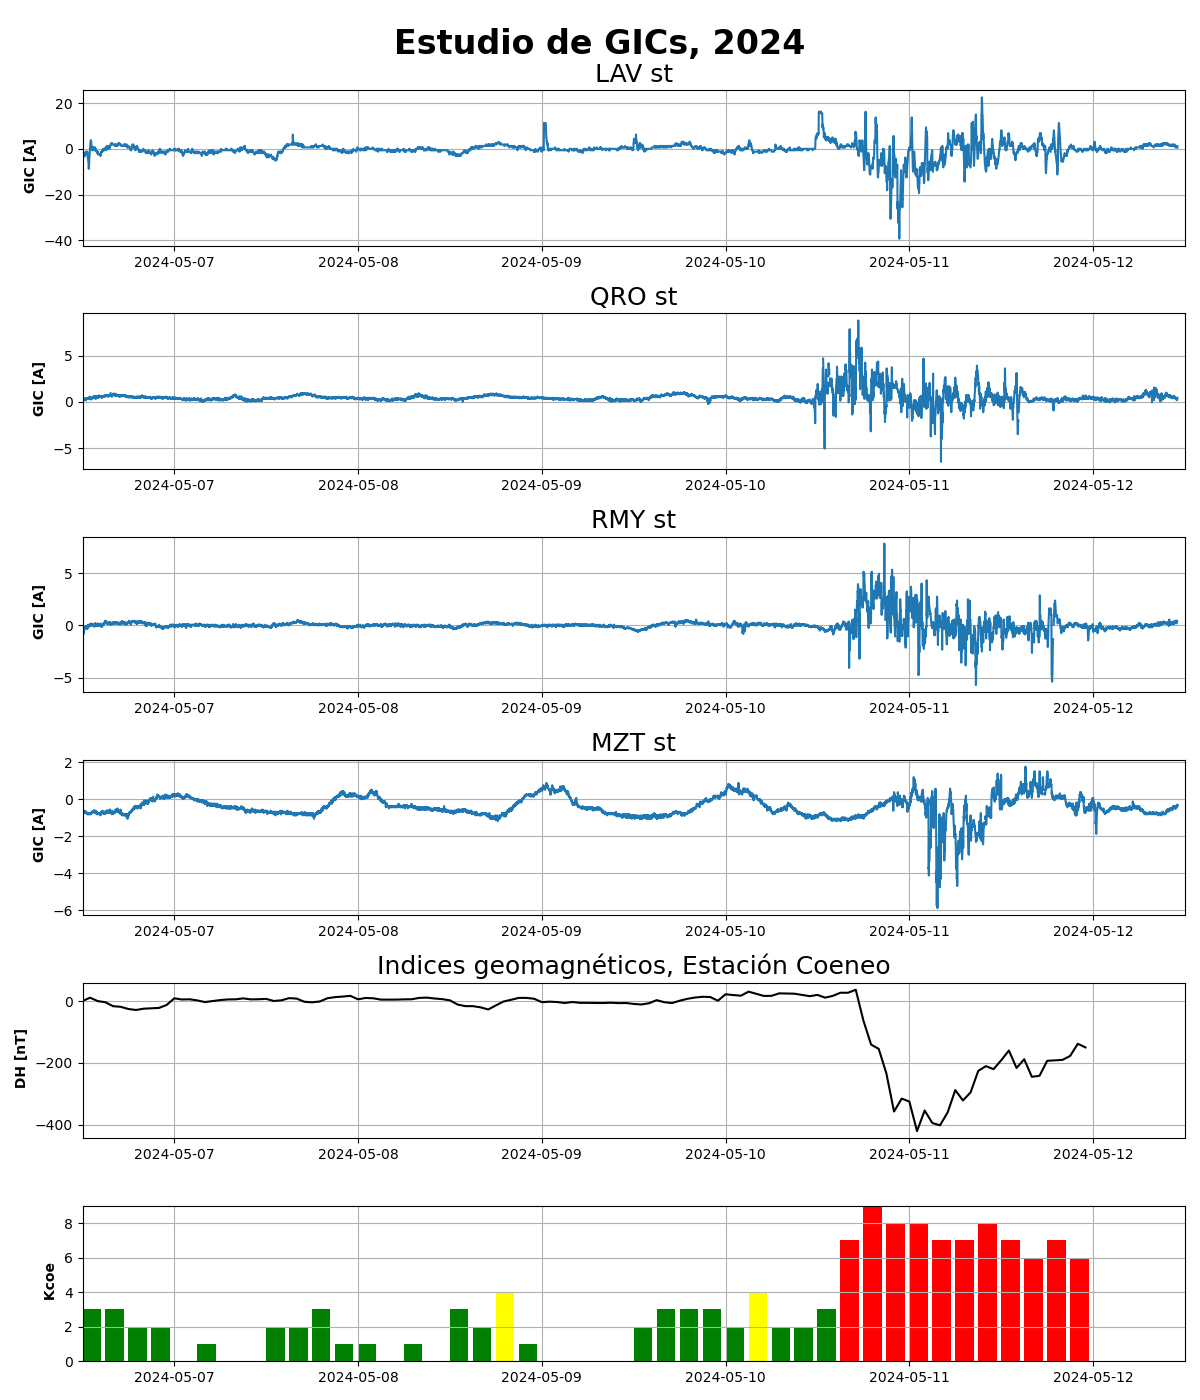 Estudio de GICs, 2024
LAV st
GIC [A]
20
0
−20
−40
2024-05-07 2024-05-08 2024-05-09 2024-05-10 2024-05-11 2024-05-12
QRO st
GIC [A]
5
0
−5
2024-05-07 2024-05-08 2024-05-09 2024-05-10 2024-05-11 2024-05-12
RMY st
GIC [A]
5
0
−5
2024-05-07 2024-05-08 2024-05-09 2024-05-10 2024-05-11 2024-05-12
MZT st
GIC [A]
2
0
−2
−4
−6
2024-05-07 2024-05-08 2024-05-09 2024-05-10 2024-05-11 2024-05-12
Indices geomagnéticos, Estación Coeneo
DH [nT]
0
−200
−400
2024-05-07 2024-05-08 2024-05-09 2024-05-10 2024-05-11 2024-05-12
Kcoe
8
6
4
2
0
2024-05-07 2024-05-08 2024-05-09 2024-05-10 2024-05-11 2024-05-12